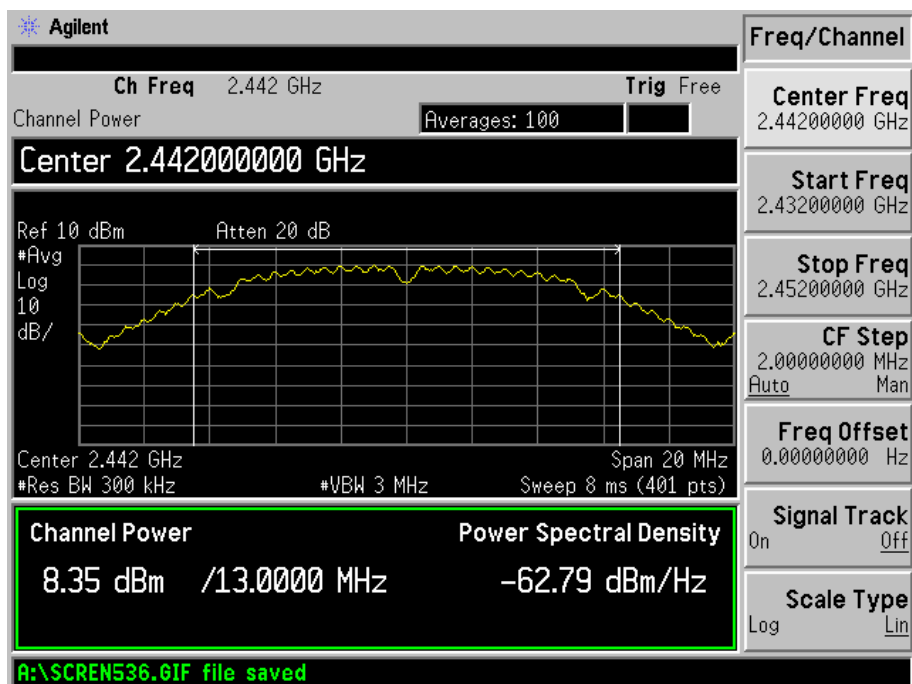 Agilent
Freq/Channel
Ch Freq 2.442 GHz Trig Free
Channel Power Averages: 100
Center 2.442000000 GHz
Ref 10 dBm Atten 20 dB
#Avg
Log
10
dB/
Center 2.442 GHz Span 20 MHz
#Res BW 300 kHz #VBW 3 MHz Sweep 8 ms (401 pts)
Channel Power Power Spectral Density
8.35 dBm /13.0000 MHz -62.79 dBm/Hz
A:\SCREN536.GIF file saved
Center Freq
2.44200000 GHz
Start Freq
2.43200000 GHz
Stop Freq
2.45200000 GHz
CF Step
2.00000000 MHz
Auto Man
Freq Offset
0.00000000 Hz
Signal Track
On Off
Scale Type
Log Lin